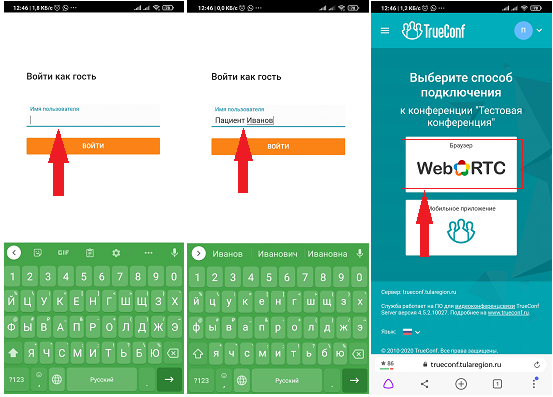 12:46 | 1,8 КБ/с
Войти как гость
Имя пользователя
ВОЙТИ
GIF
1 2 3 4 5 6 7 8 9 0
Й Ц У К Е Н Г Ш Щ З Х
Ф Ы В А П Р О Л Д Ж Э
Я Ч С М И Т Ь Б Ю
?123 , Русский .
12:46 | 0,0 КБ/с
Войти как гость
Имя пользователя
Пациент Иванов
ВОЙТИ
Иванов Иванович Ивановна
1 2 3 4 5 6 7 8 9 0
й ц у к е н г ш щ з х
ф ы в а п р о л д ж э
я ч с м и т ь б ю
?123 , Русский .
12:46 | 1,2 КБ/с
TrueConf
П
Выберите способ
подключения
к конференции "Тестовая
конференция"
Браузер
WebRTC
Мобильное приложение
Сервер: trueconf.tularegion.ru
Служба работает на ПО для видеоконференцсвязи TrueConf
Server версия 4.5.2.10027. Подробнее на www.trueconf.ru.
Язык:
© 2010-2020 TrueConf. Все права защищены.
86
trueconf.tularegion.ru
1